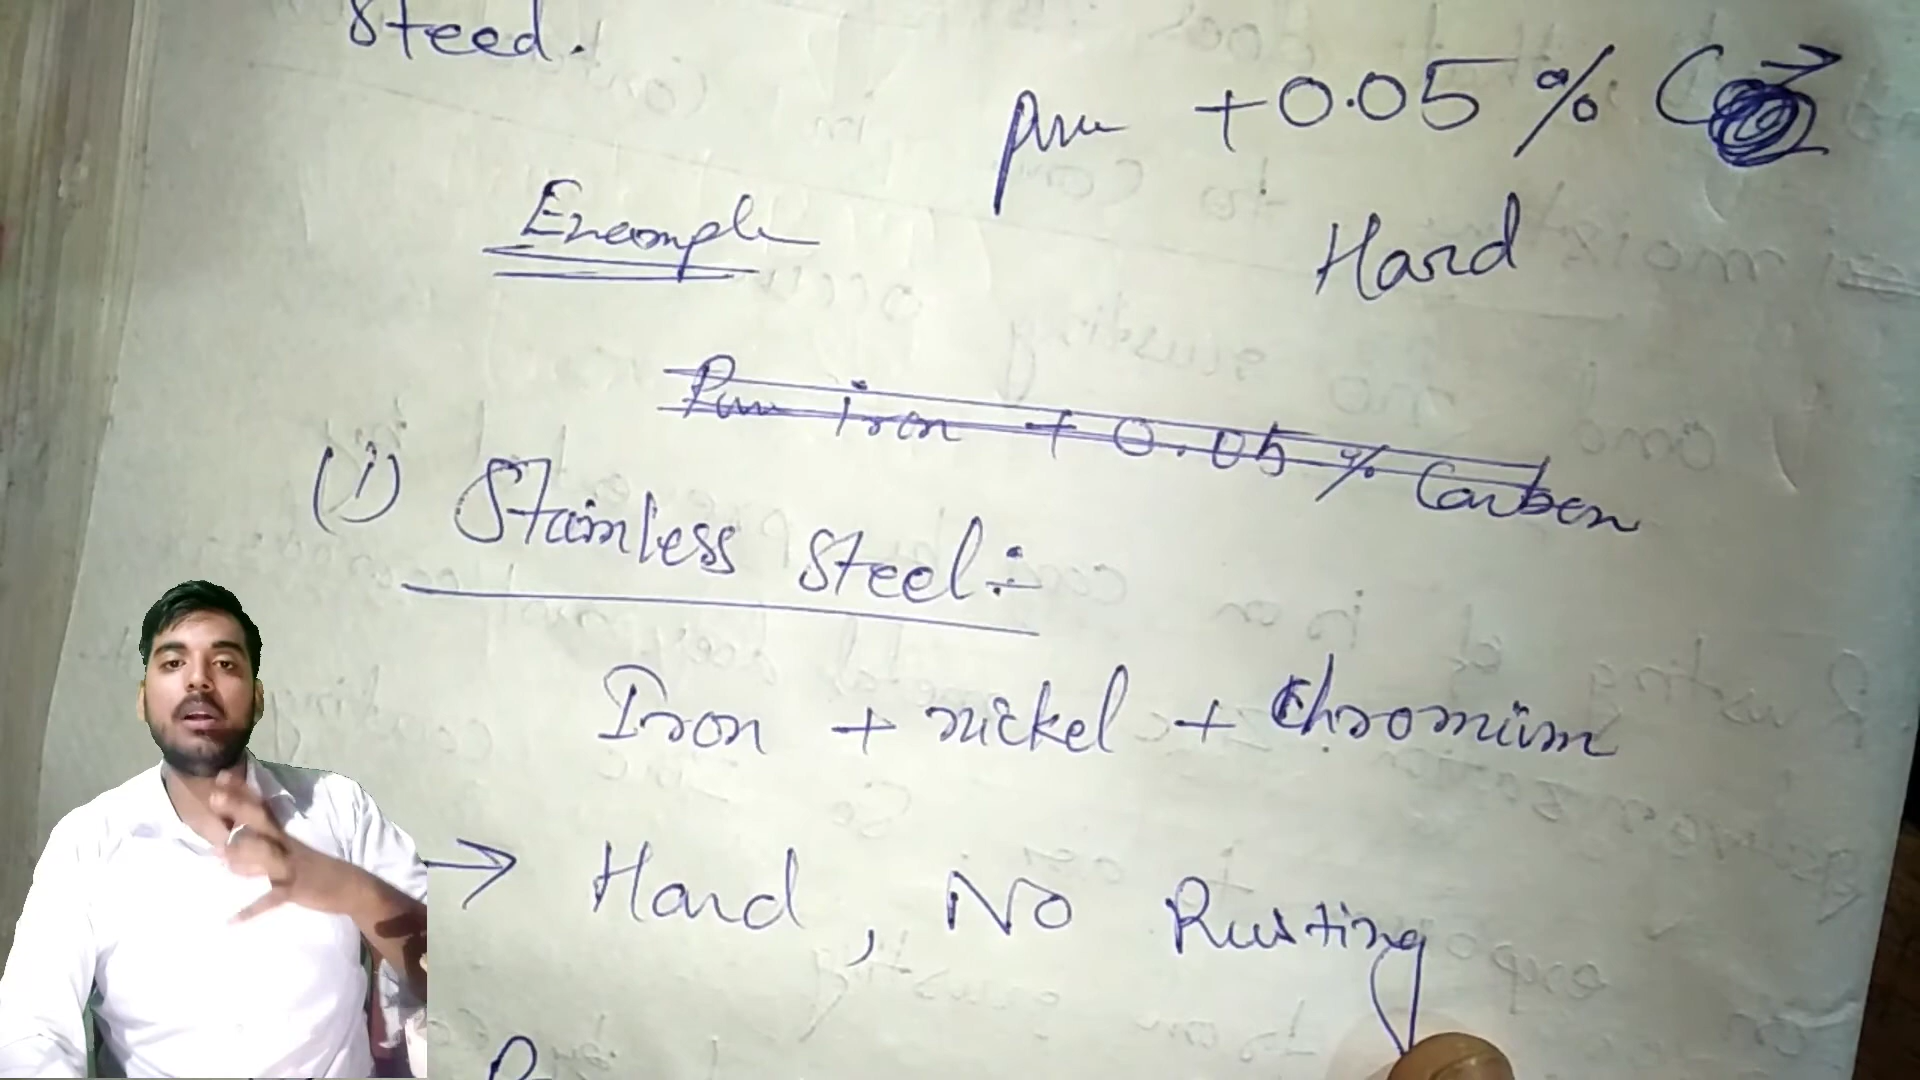 Steed.
pure +0.05% C
Example
Hard
Pure iron + 0.05% Carbon
(i) Stainless Steel :-
Iron + nickel + Chromium
→ Hard, No Rusting